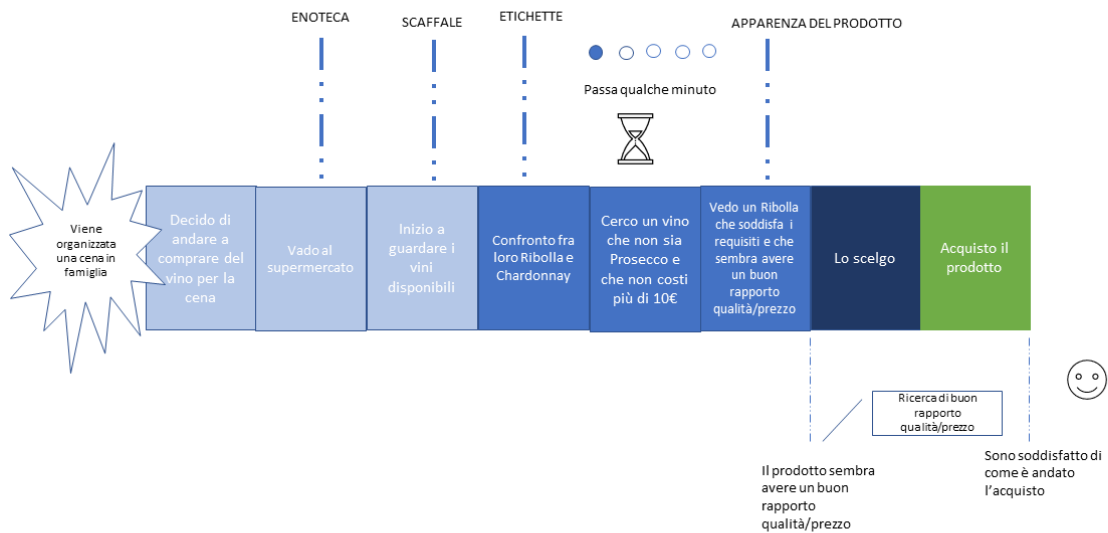 ENOTECA
SCAFFALE
ETICHETTE
APPARENZA DEL PRODOTTO
Passa qualche minuto
Viene
organizzata
una cena in
famiglia
Decido di
andare a
comprare del
vino per la
cena
Vado al
supermercato
Inizio a
guardare i
vini
disponibili
Confronto fra
loro Ribolla e
Chardonnay
Cerco un vino
che non sia
Prosecco e
che non costi
più di 10€
Vedo un Ribolla
che soddisfa i
requisiti e che
sembra avere
un buon
rapporto
qualità/prezzo
Lo scelgo
Acquisto il
prodotto
Ricerca di buon
rapporto
qualità/prezzo
Il prodotto sembra
avere un buon
rapporto
qualità/prezzo
Sono soddisfatto di
come è andato
l'acquisto